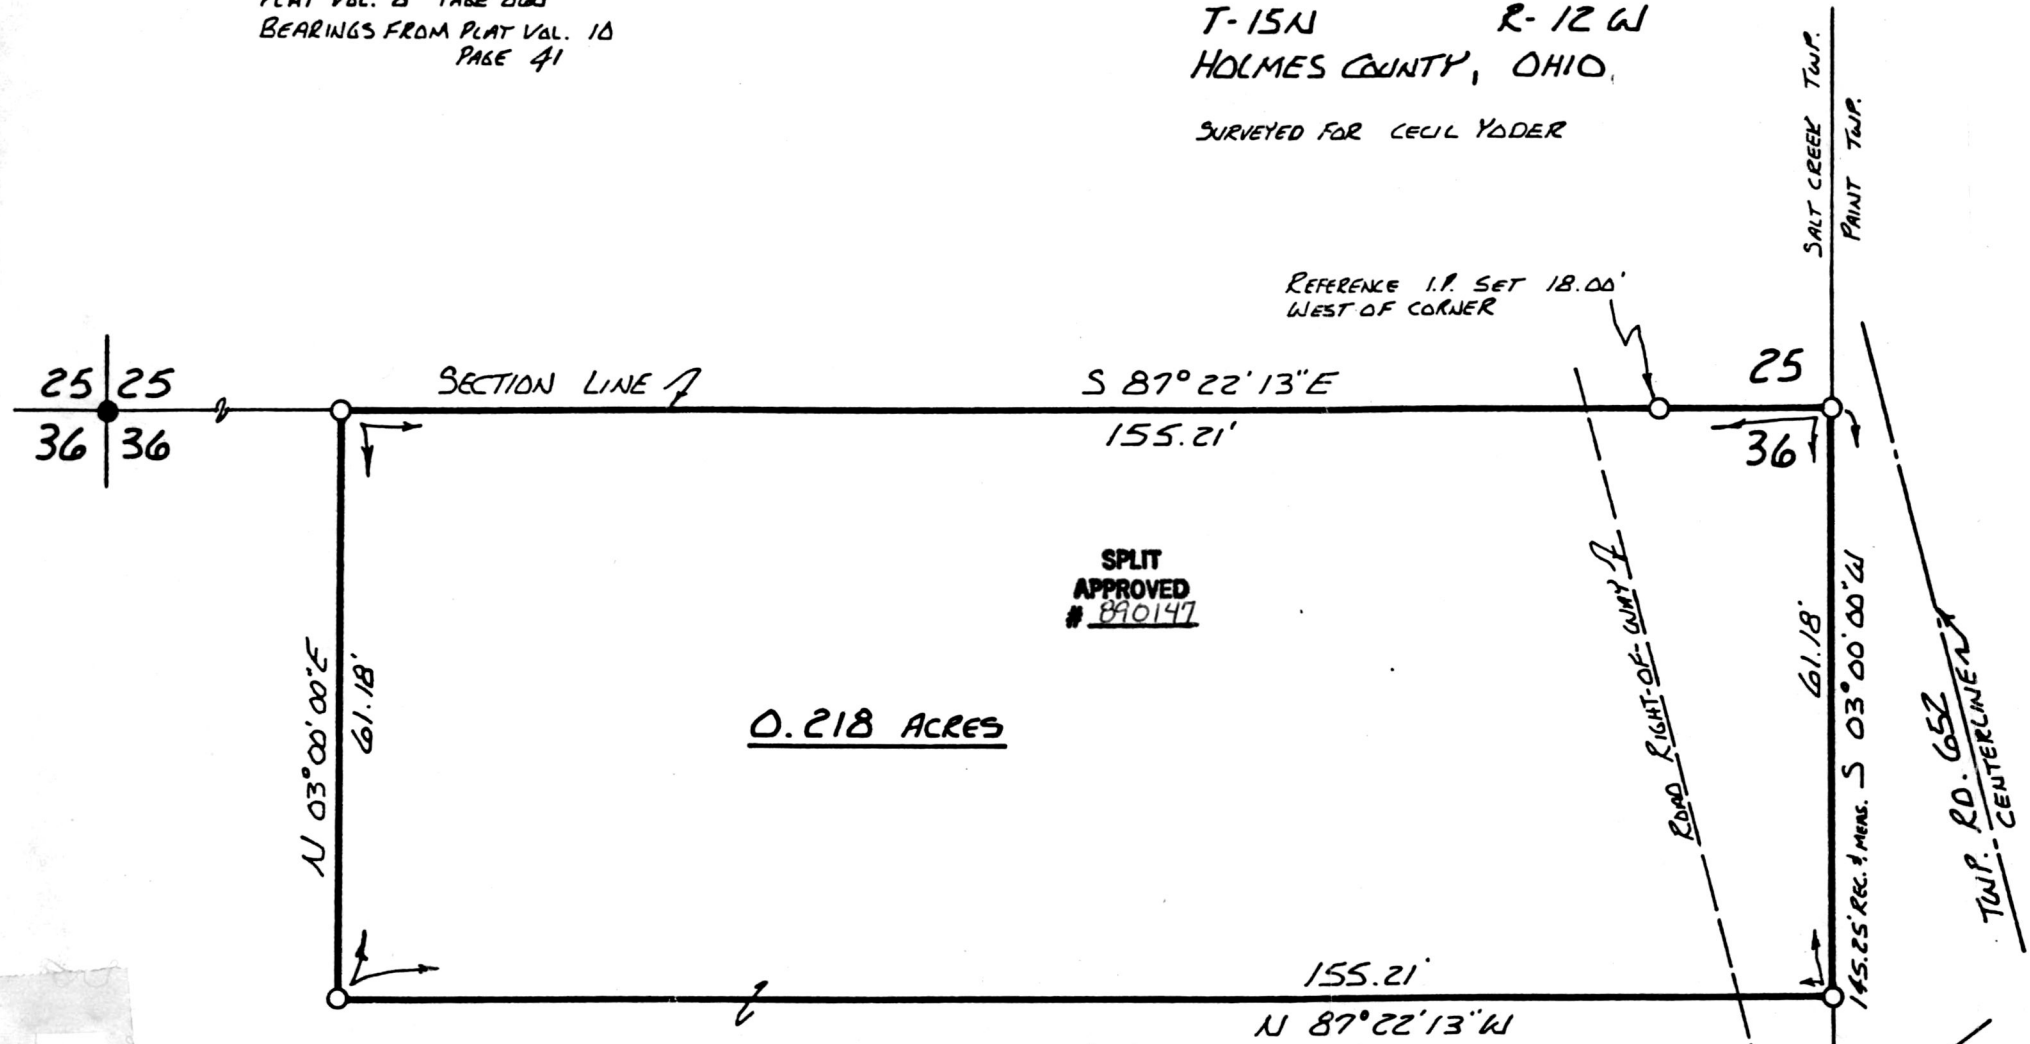 BEARINGS FROM PLAT VOL. 10
PAGE 41
T-15N R-12W
HOLMES COUNTY, OHIO.
SURVEYED FOR CECIL YODER
SALT CREEK TWP.
PAINT TWP.
REFERENCE I.P. SET 18.00'
WEST OF CORNER
25 25
36 36
SECTION LINE
S 87° 22' 13" E
155.21'
25
36
SPLIT
APPROVED
# 890147
0.218 ACRES
N 03° 00' 00" E
61.18'
ROAD RIGHT-OF-WAY
61.18'
145.25' REC. & MEAS. S 03° 00' 00" W
TWP. RD. 652
CENTERLINE
155.21'
N 87° 22' 13" W